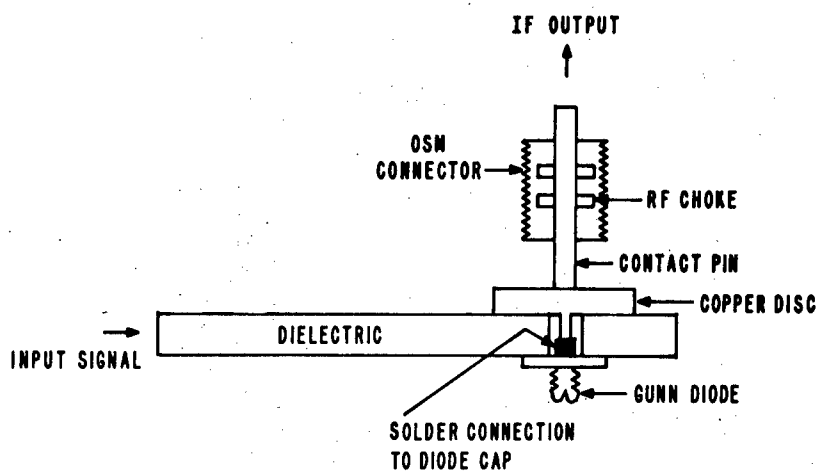 IF OUTPUT
OSM
CONNECTOR
RF CHOKE
CONTACT PIN
COPPER DISC
DIELECTRIC
INPUT SIGNAL
GUNN DIODE
SOLDER CONNECTION
TO DIODE CAP